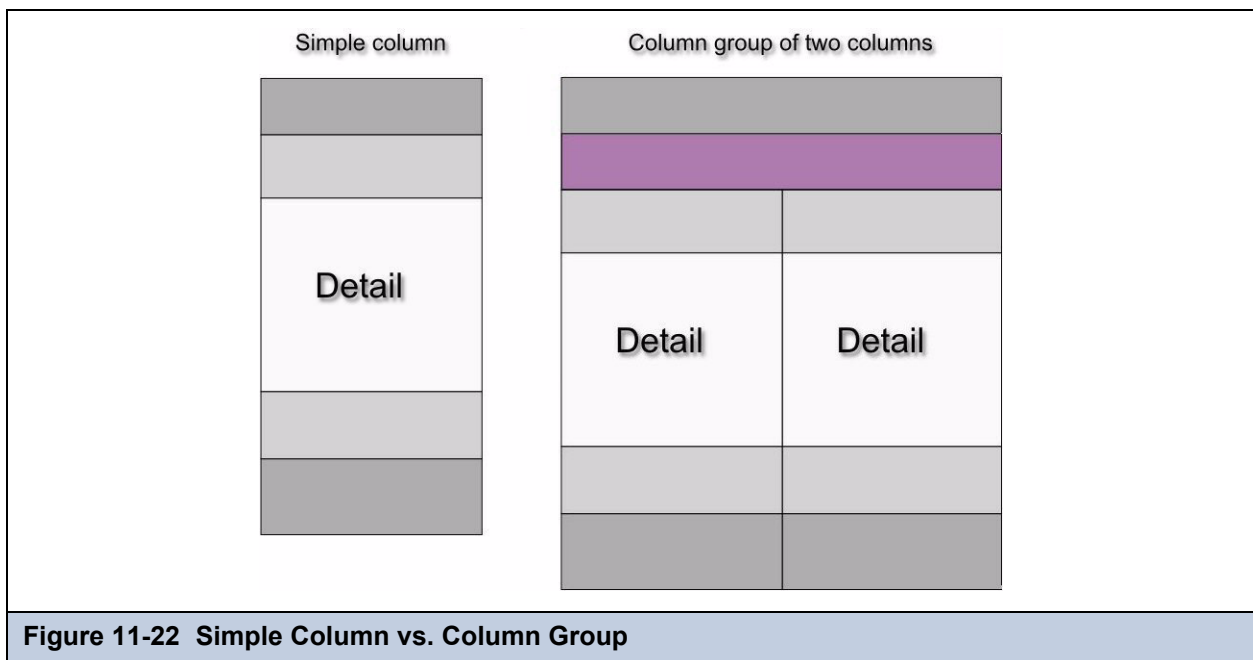 Simple column
Column group of two columns
Detail
Detail
Detail
Figure 11-22 Simple Column vs. Column Group